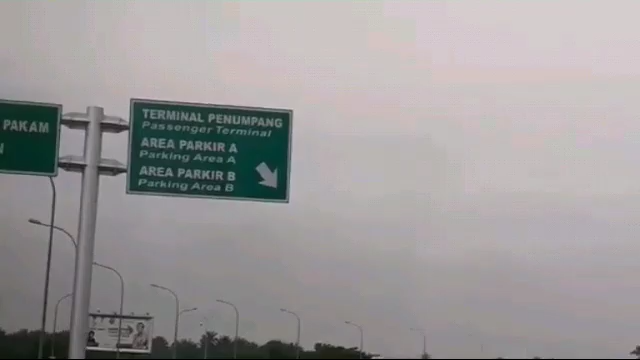 PAKAM
TERMINAL PENUMPANG
Passenger Terminal
AREA PARKIR A
Parking Area A
AREA PARKIR B
Parking Area B